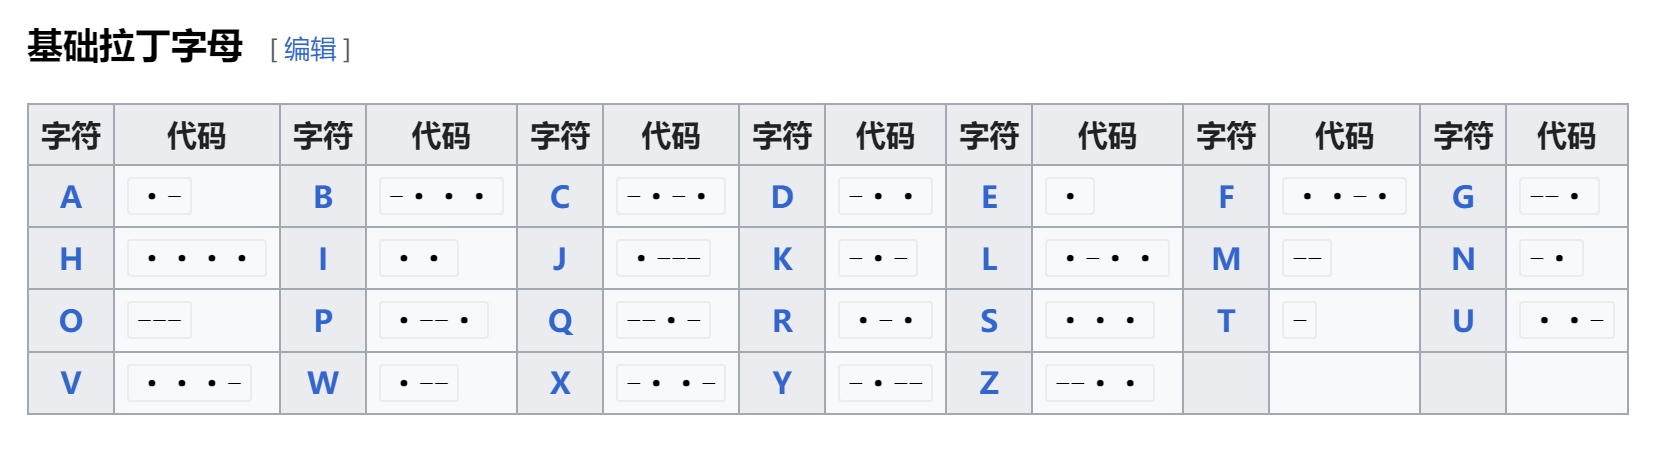 基础拉丁字母 [ 编辑 ]
字符 代码 字符 代码 字符 代码 字符 代码 字符 代码 字符 代码 字符 代码
A •– B –••• C –•–• D –•• E • F ••–• G ––•
H •••• I •• J •––– K –•– L •–•• M –– N –•
O ––– P •––• Q ––•– R •–• S ••• T – U ••–
V •••– W •–– X –••– Y –•–– Z ––••